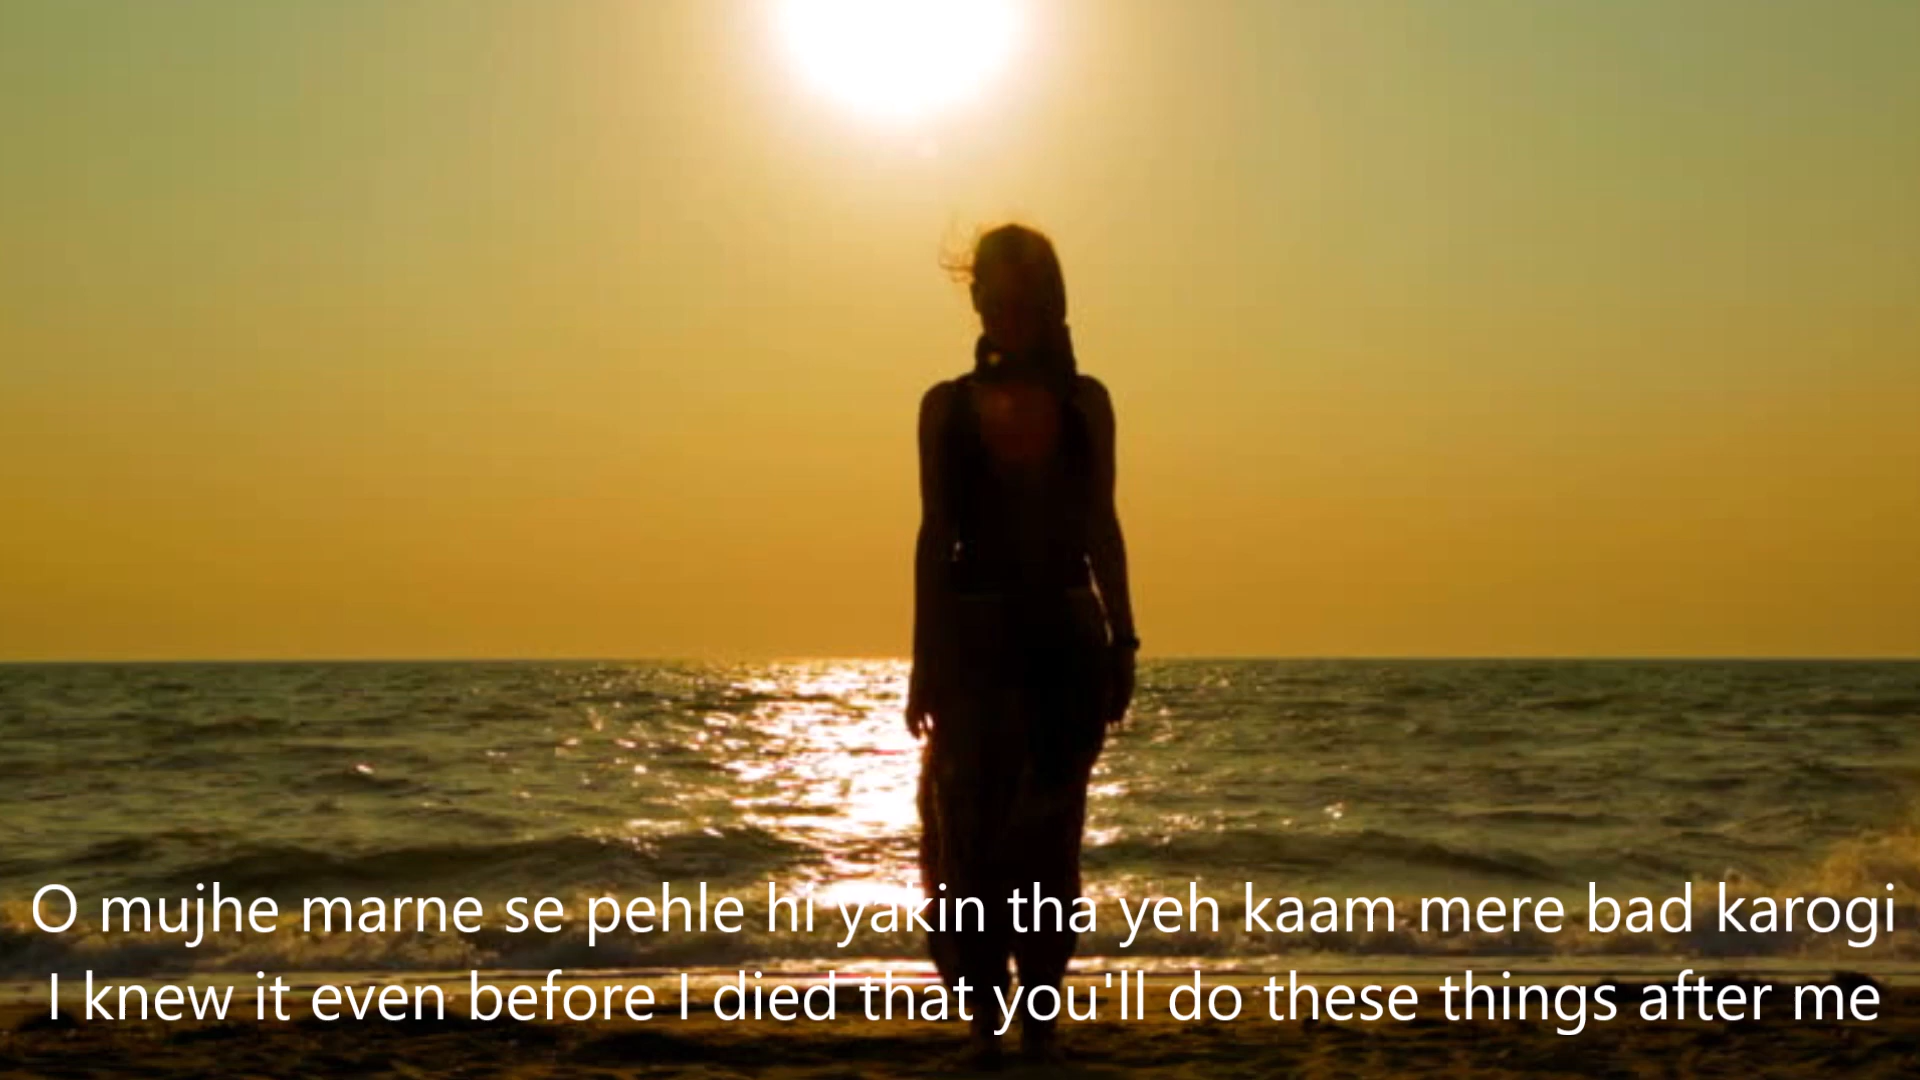 O mujhe marne se pehle hi yakin tha yeh kaam mere bad karogi
I knew it even before I died that you'll do these things after me